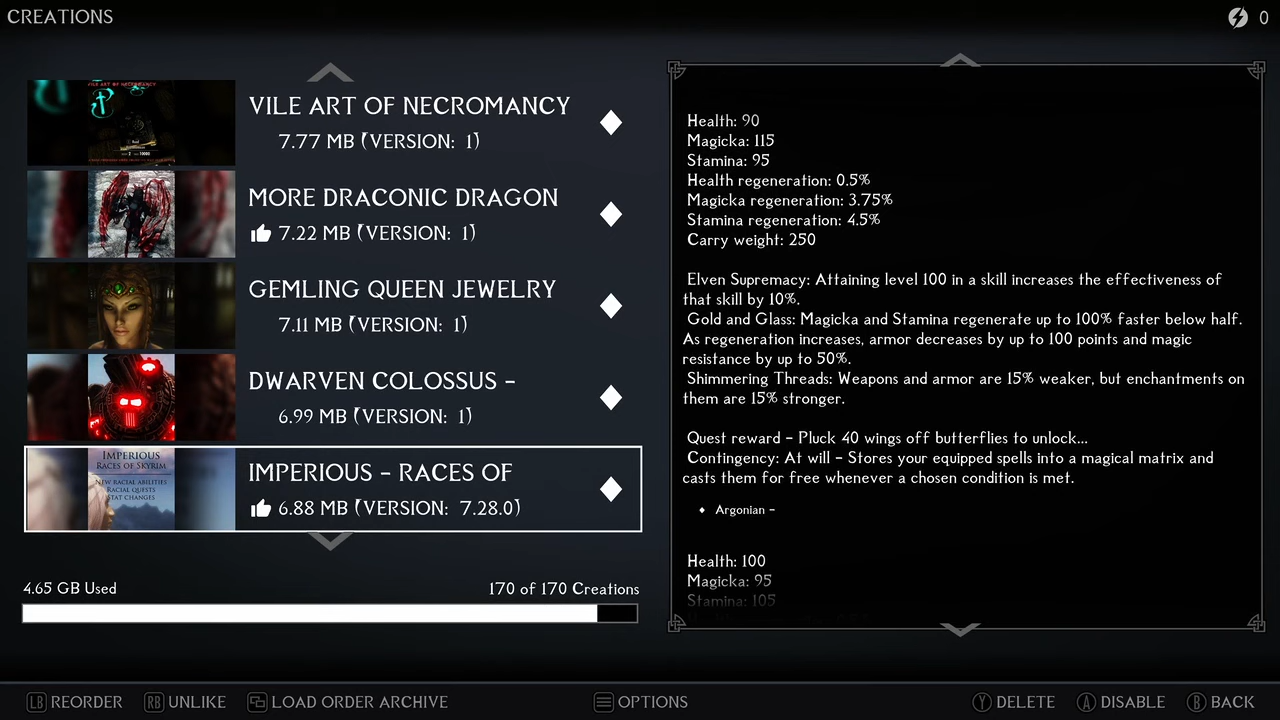 CREATIONS
0
VILE ART OF NECROMANCY
7.77 MB (VERSION: 1)
MORE DRACONIC DRAGON
7.22 MB (VERSION: 1)
GEMLING QUEEN JEWELRY
7.11 MB (VERSION: 1)
DWARVEN COLOSSUS -
6.99 MB (VERSION: 1)
IMPERIOUS
RACES OF SKYRIM
NEW RACIAL ABILITIES
RACIAL QUESTS
STAT CHANGES
IMPERIOUS - RACES OF
6.88 MB (VERSION: 7.28.0)
4.65 GB Used
170 of 170 Creations
Health: 90
Magicka: 115
Stamina: 95
Health regeneration: 0.5%
Magicka regeneration: 3.75%
Stamina regeneration: 4.5%
Carry weight: 250
Elven Supremacy: Attaining level 100 in a skill increases the effectiveness of
that skill by 10%.
Gold and Glass: Magicka and Stamina regenerate up to 100% faster below half.
As regeneration increases, armor decreases by up to 100 points and magic
resistance by up to 50%.
Shimmering Threads: Weapons and armor are 15% weaker, but enchantments on
them are 15% stronger.
Quest reward - Pluck 40 wings off butterflies to unlock...
Contingency: At will - Stores your equipped spells into a magical matrix and
casts them for free whenever a chosen condition is met.
Argonian -
Health: 100
Magicka: 95
Stamina: 105
LB REORDER
RB UNLIKE
LOAD ORDER ARCHIVE
OPTIONS
Y DELETE
A DISABLE
B BACK